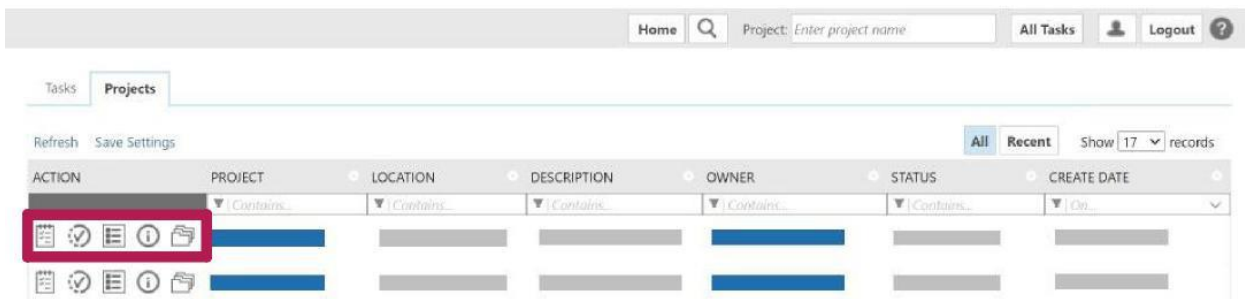 Home Project: Enter project name All Tasks Logout ?
Tasks Projects
Refresh Save Settings All Recent Show 17 records
ACTION PROJECT LOCATION DESCRIPTION OWNER STATUS CREATE DATE
Contains... Contains... Contains... Contains... Contains... On...